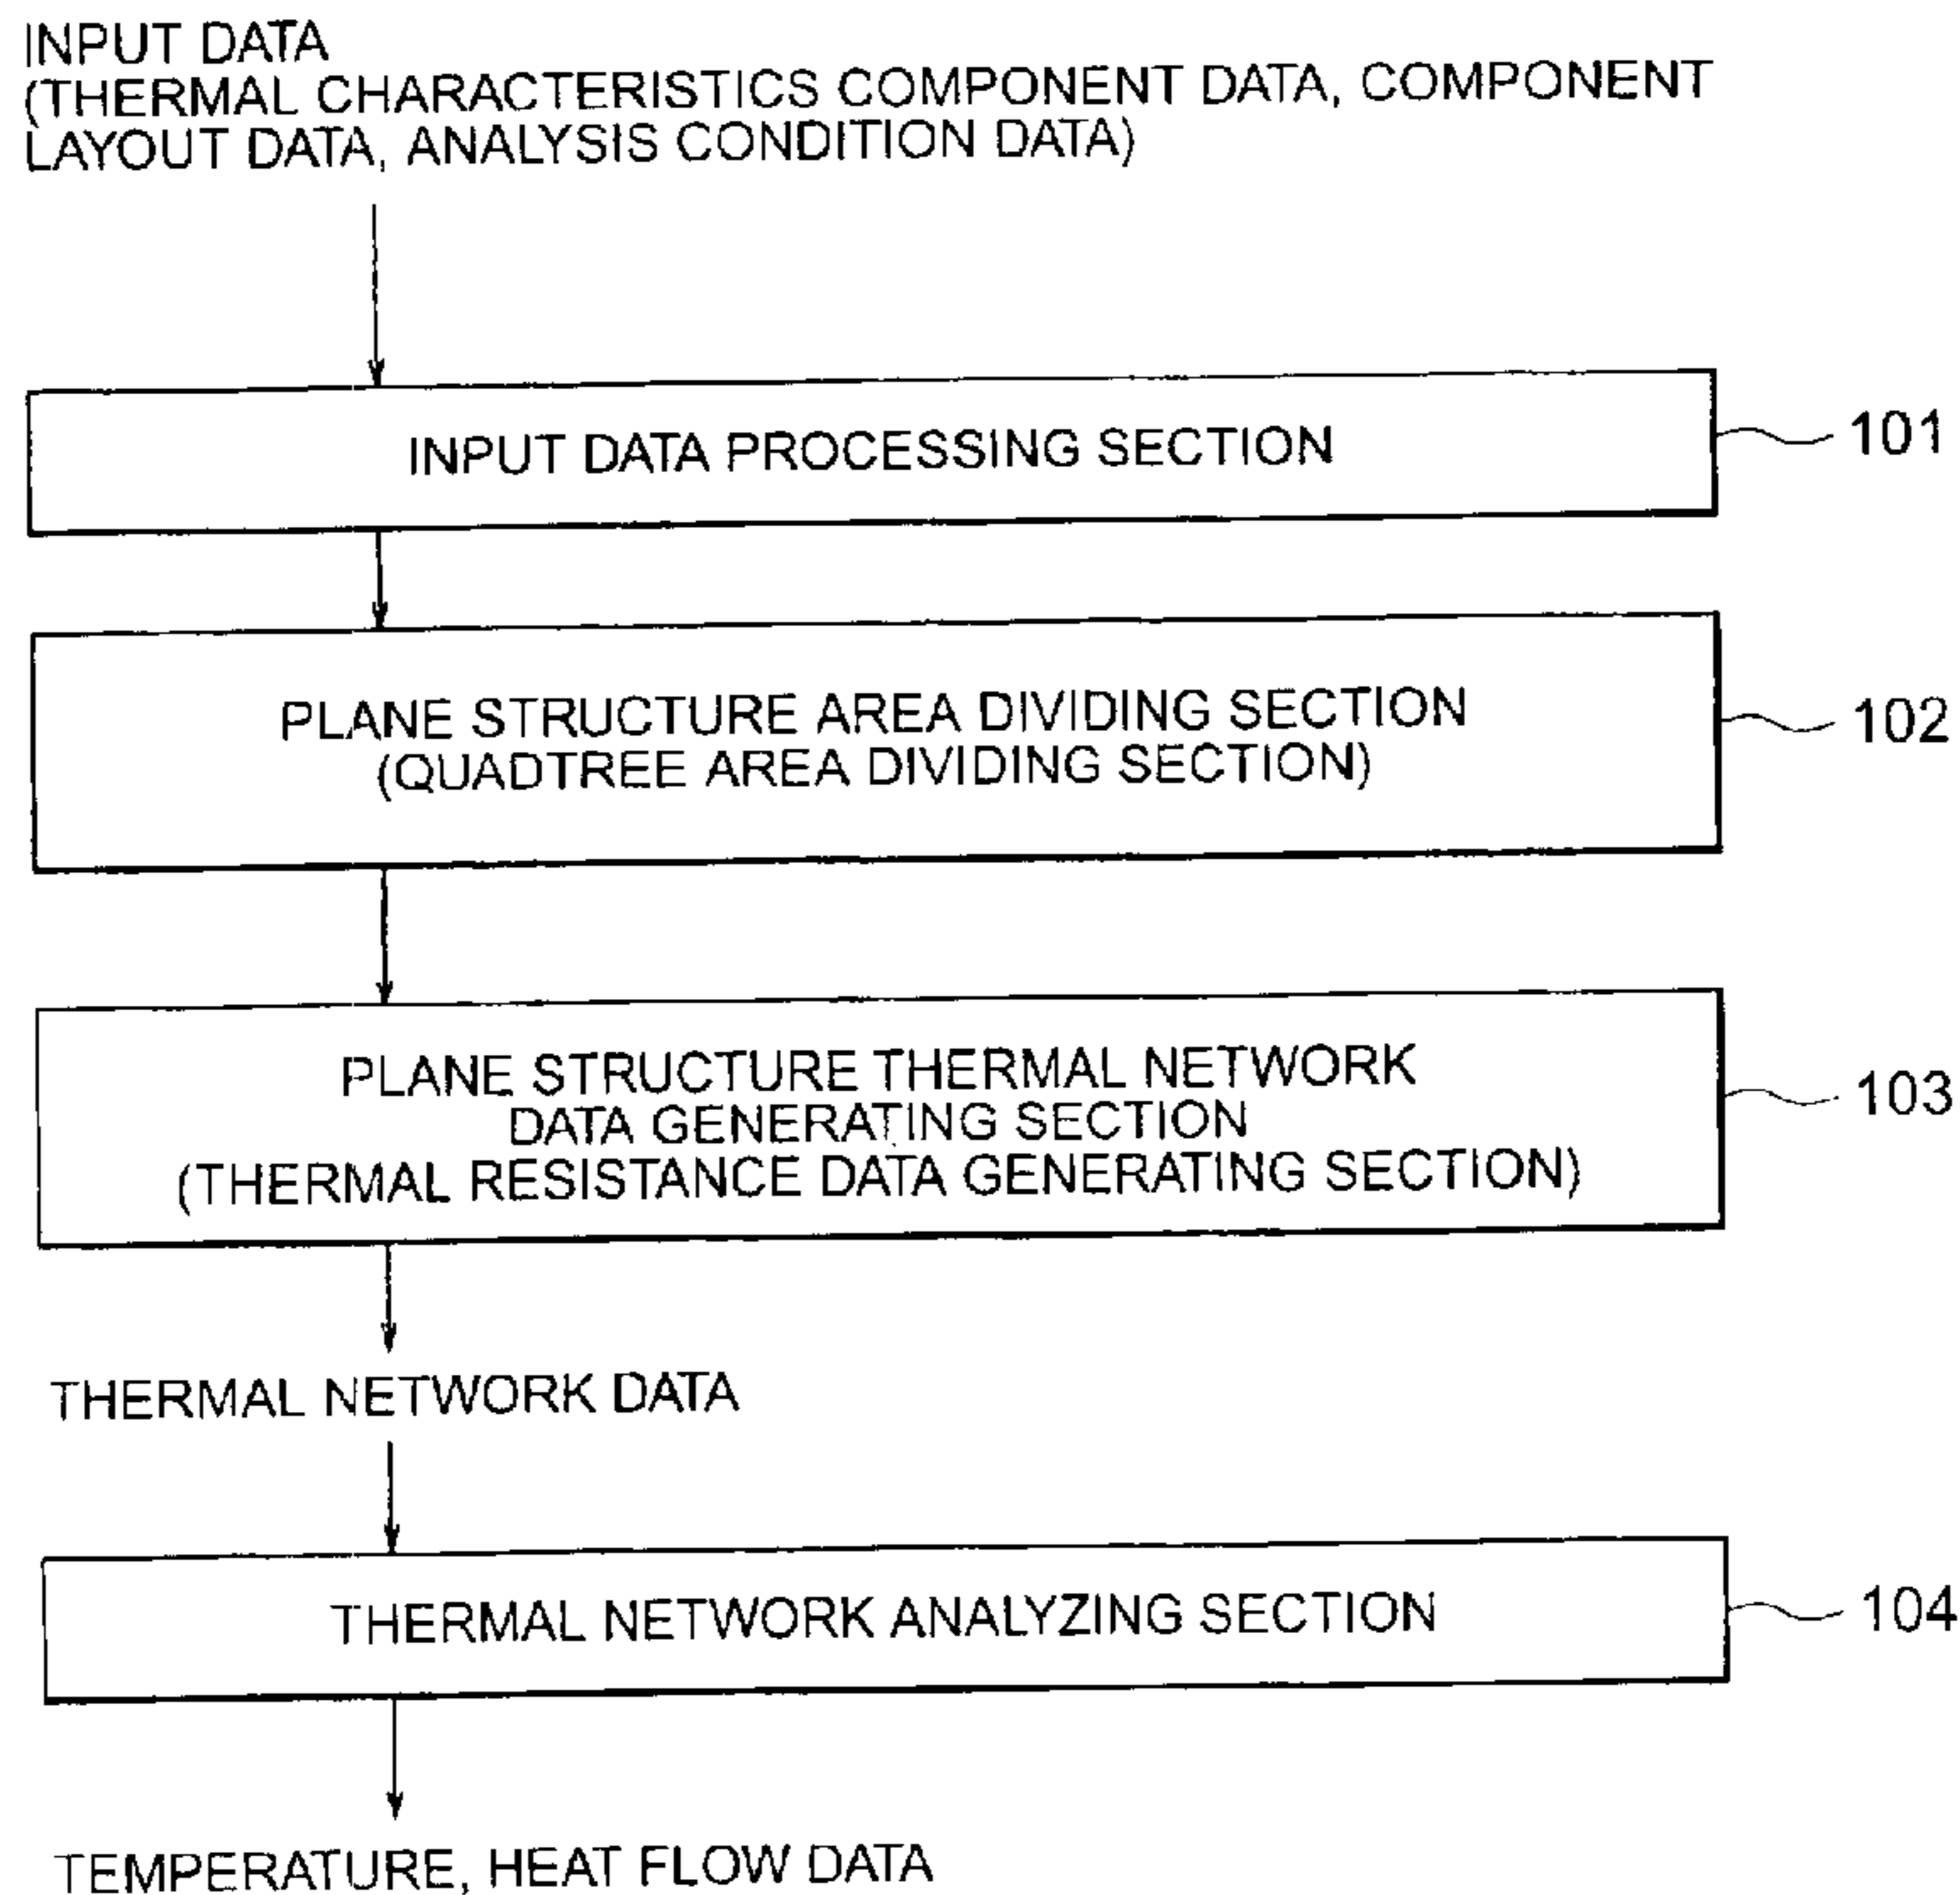 INPUT DATA
(THERMAL CHARACTERISTICS COMPONENT DATA, COMPONENT
LAYOUT DATA, ANALYSIS CONDITION DATA)
INPUT DATA PROCESSING SECTION
101
PLANE STRUCTURE AREA DIVIDING SECTION
(QUADTREE AREA DIVIDING SECTION)
102
PLANE STRUCTURE THERMAL NETWORK
DATA GENERATING SECTION
(THERMAL RESISTANCE DATA GENERATING SECTION)
103
THERMAL NETWORK DATA
THERMAL NETWORK ANALYZING SECTION
104
TEMPERATURE, HEAT FLOW DATA